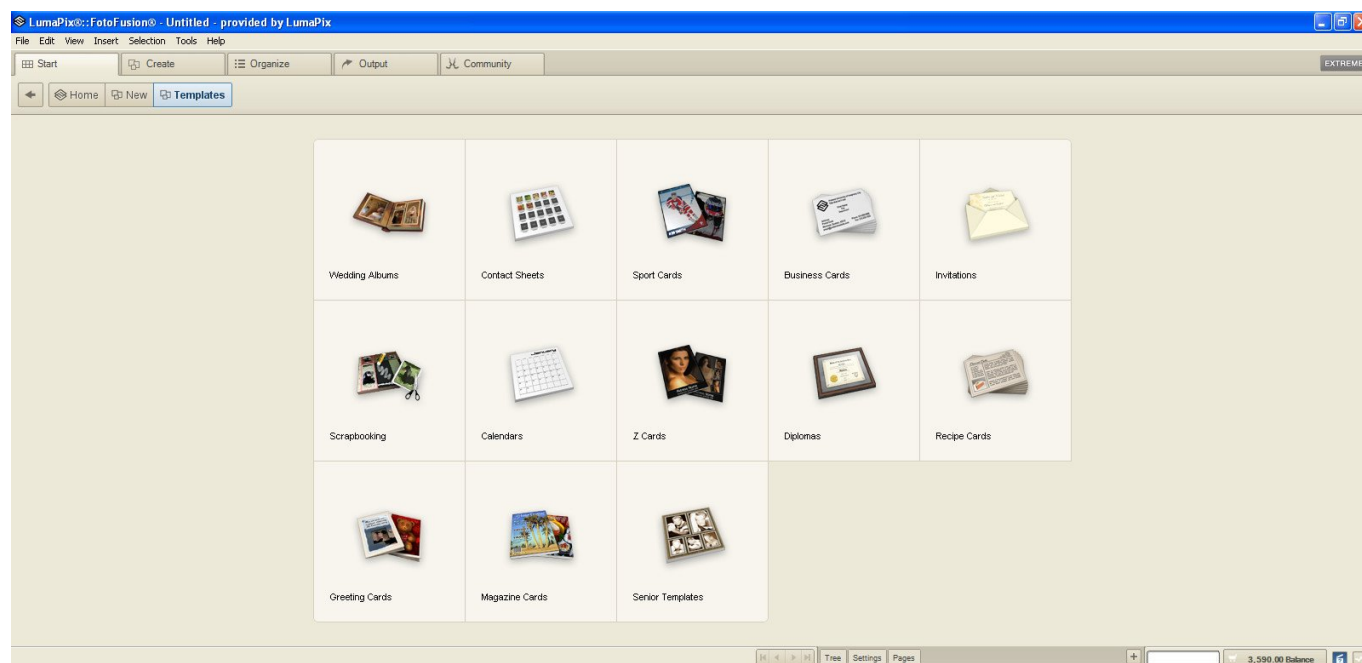 LumaPix®::FotoFusion® - Untitled - provided by LumaPix
File Edit View Insert Selection Tools Help
Start Create Organize Output Community EXTREME
Home New Templates
Wedding Albums Contact Sheets Sport Cards Business Cards Invitations
JANUARY
Scrapbooking Calendars Z Cards Diplomas Recipe Cards
Greeting Cards Magazine Cards Senior Templates
Tree Settings Pages + 3,590.00 Balance